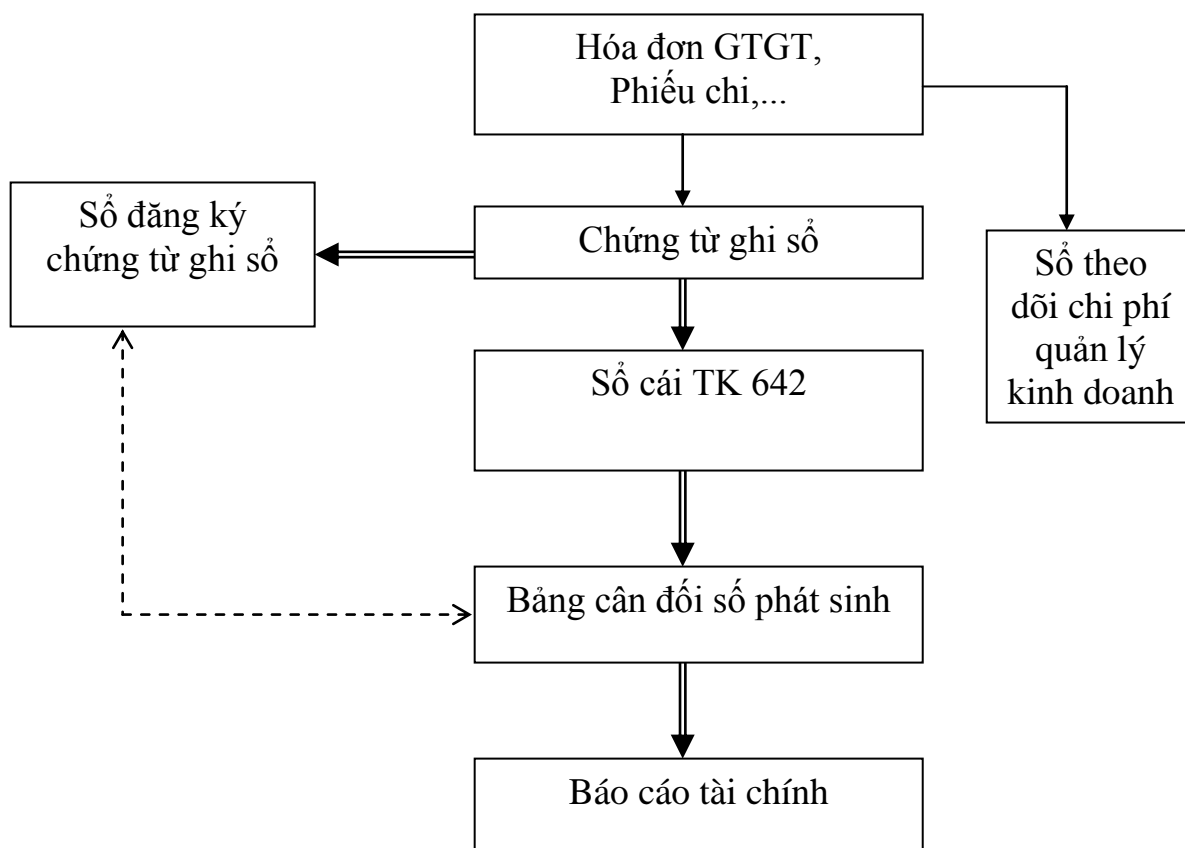 Hóa đơn GTGT,
Phiếu chi,...
Sổ đăng ký
chứng từ ghi sổ
Chứng từ ghi sổ
Sổ theo
dõi chi phí
quản lý
kinh doanh
Sổ cái TK 642
Bảng cân đối số phát sinh
Báo cáo tài chính